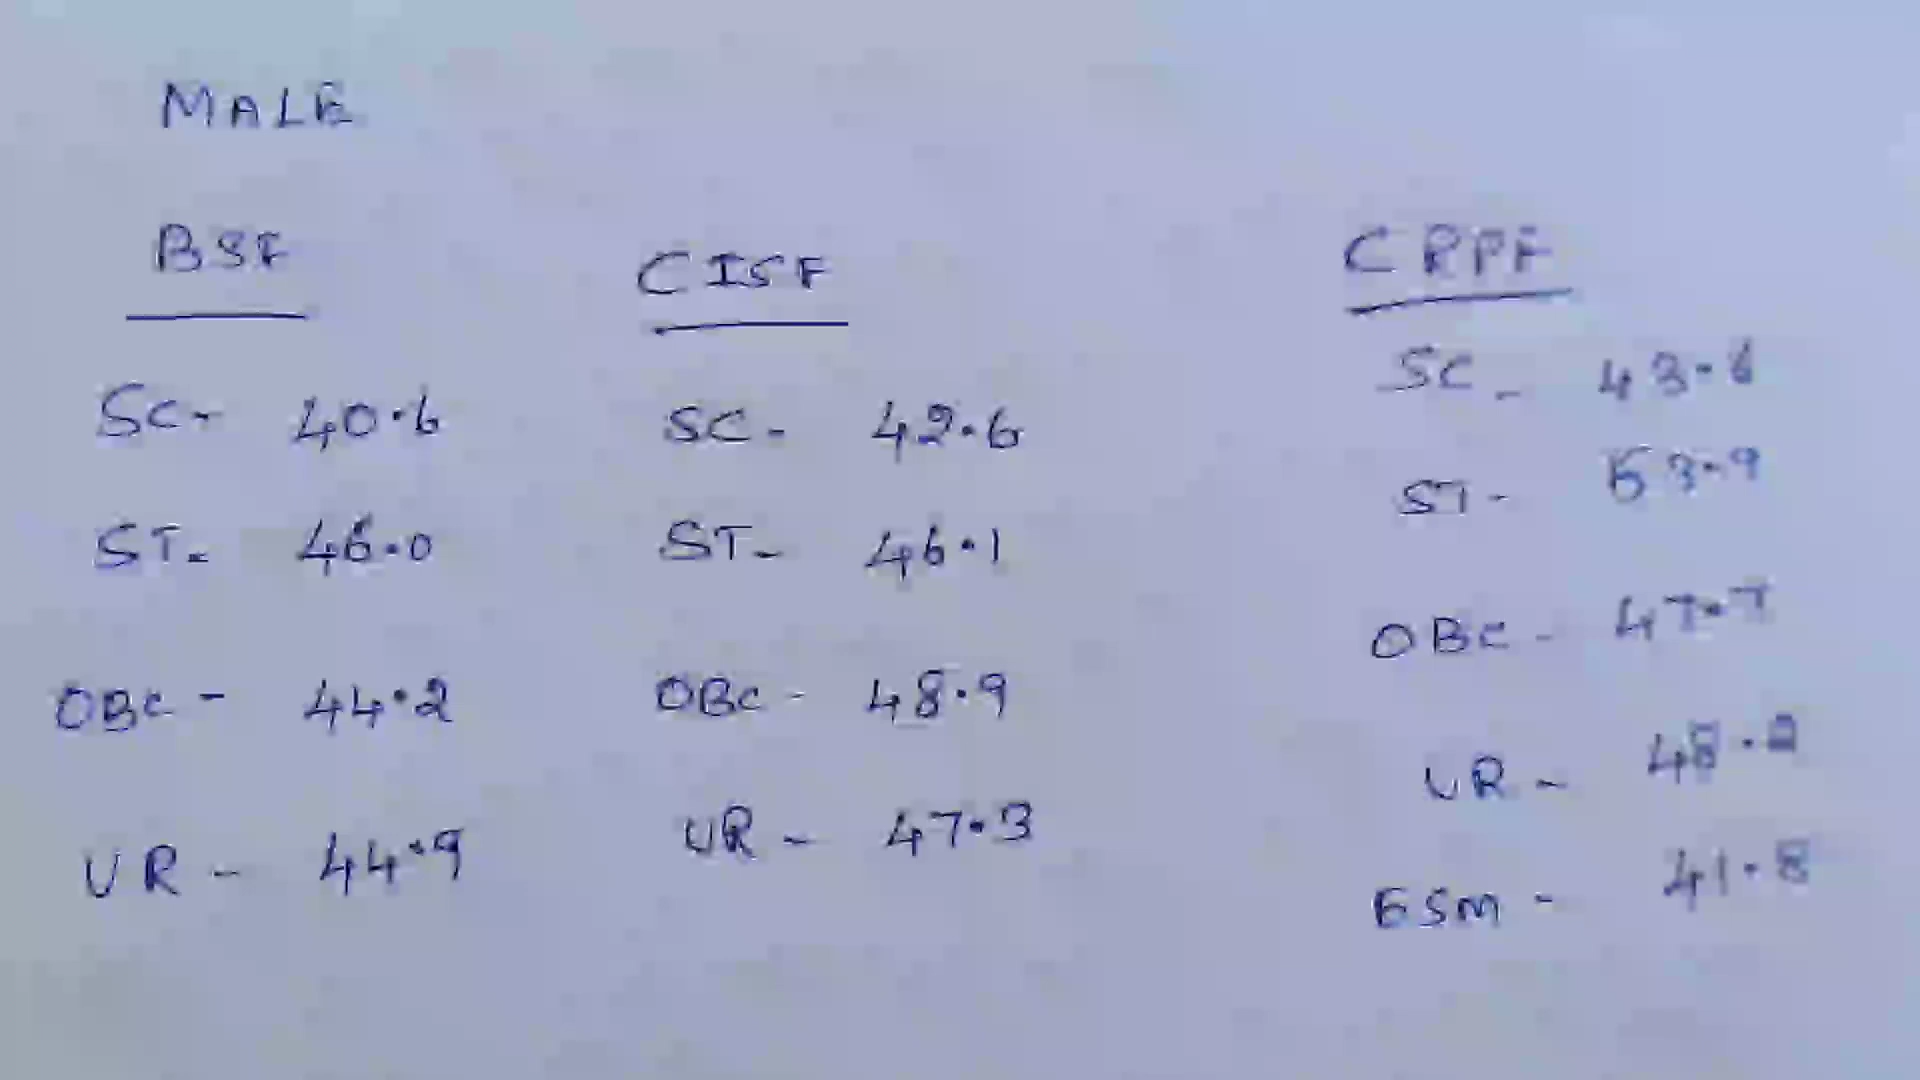 MALE
BSF
SC- 40.6
ST- 46.0
OBC - 44.2
UR - 44.9
CISF
SC- 42.6
ST- 46.1
OBC - 48.9
UR - 47.3
CRPF
SC - 43.6
ST- 53.9
OBC - 47.7
UR - 48.2
ESM - 41.8